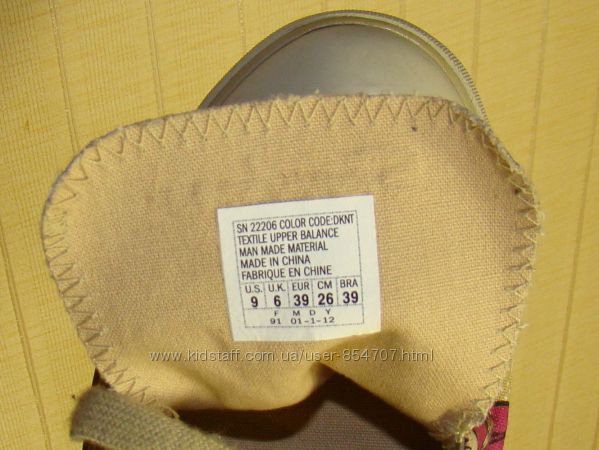 SN 22206 COLOR CODE:DKNT
TEXTILE UPPER BALANCE
MAN MADE MATERIAL
MADE IN CHINA
FABRIQUE EN CHINE
U.S. U.K. EUR CM BRA
9 6 39 26 39
F M D Y
91 01-1-12
www.kidstaff.com.ua/user-854707.html